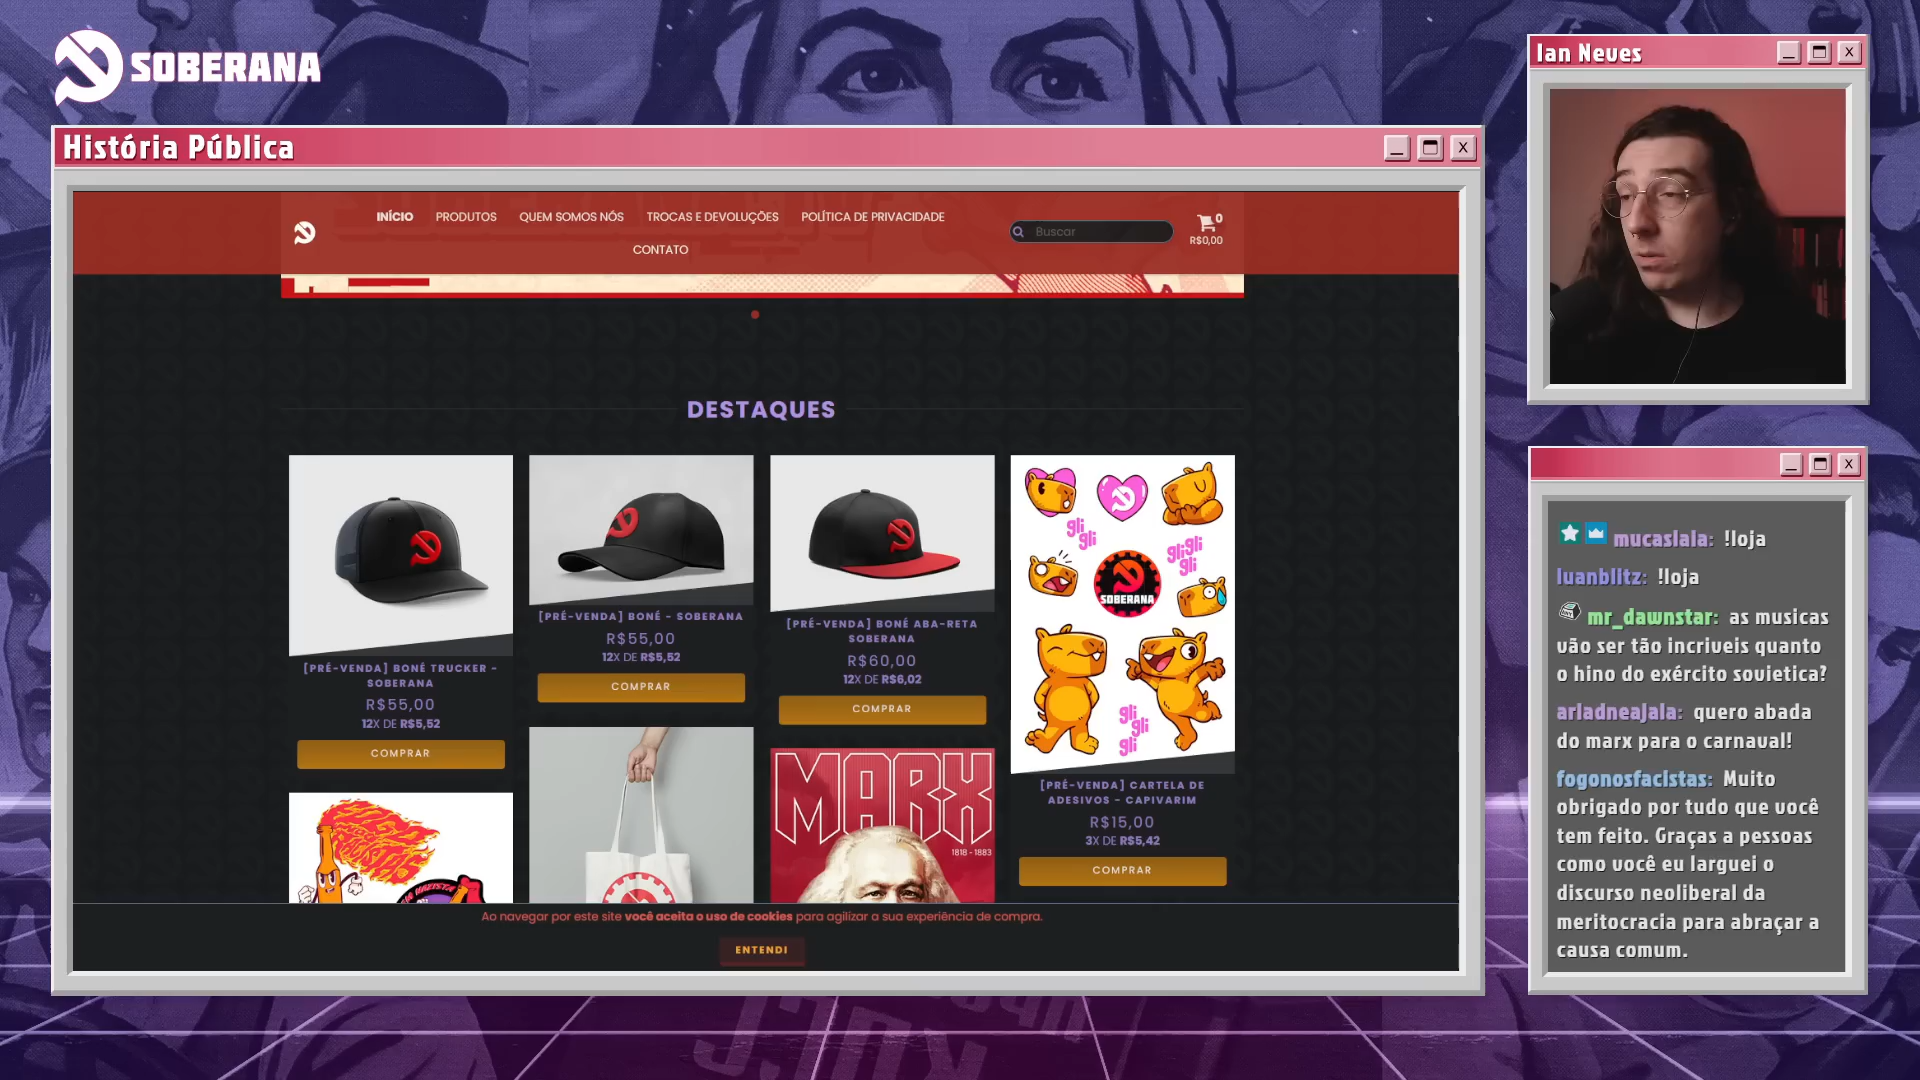 SOBERANA
História Pública
INÍCIO PRODUTOS QUEM SOMOS NÓS TROCAS E DEVOLUÇÕES POLÍTICA DE PRIVACIDADE
CONTATO
Buscar
0
R$0,00
DESTAQUES
[PRÉ-VENDA] BONÉ TRUCKER -
SOBERANA
R$55,00
12X DE R$5,52
COMPRAR
[PRÉ-VENDA] BONÉ - SOBERANA
R$55,00
12X DE R$5,52
COMPRAR
[PRÉ-VENDA] BONÉ ABA-RETA
SOBERANA
R$60,00
12X DE R$6,02
COMPRAR
gli
gli
gli
gli
gli
SOBERANA
gli
gli
gli
[PRÉ-VENDA] CARTELA DE
ADESIVOS - CAPIVARIM
R$15,00
3X DE R$5,42
COMPRAR
MARX
1818 - 1883
Ao navegar por este site você aceita o uso de cookies para agilizar a sua experiência de compra.
ENTENDI
Ian Neves
mucaslala: !loja
luanblitz: !loja
mr_dawnstar: as musicas
vão ser tão incriveis quanto
o hino do exército sovietica?
ariadneajala: quero abada
do marx para o carnaval!
fogonosfacistas: Muito
obrigado por tudo que você
tem feito. Graças a pessoas
como você eu larguei o
discurso neoliberal da
meritocracia para abraçar a
causa comum.